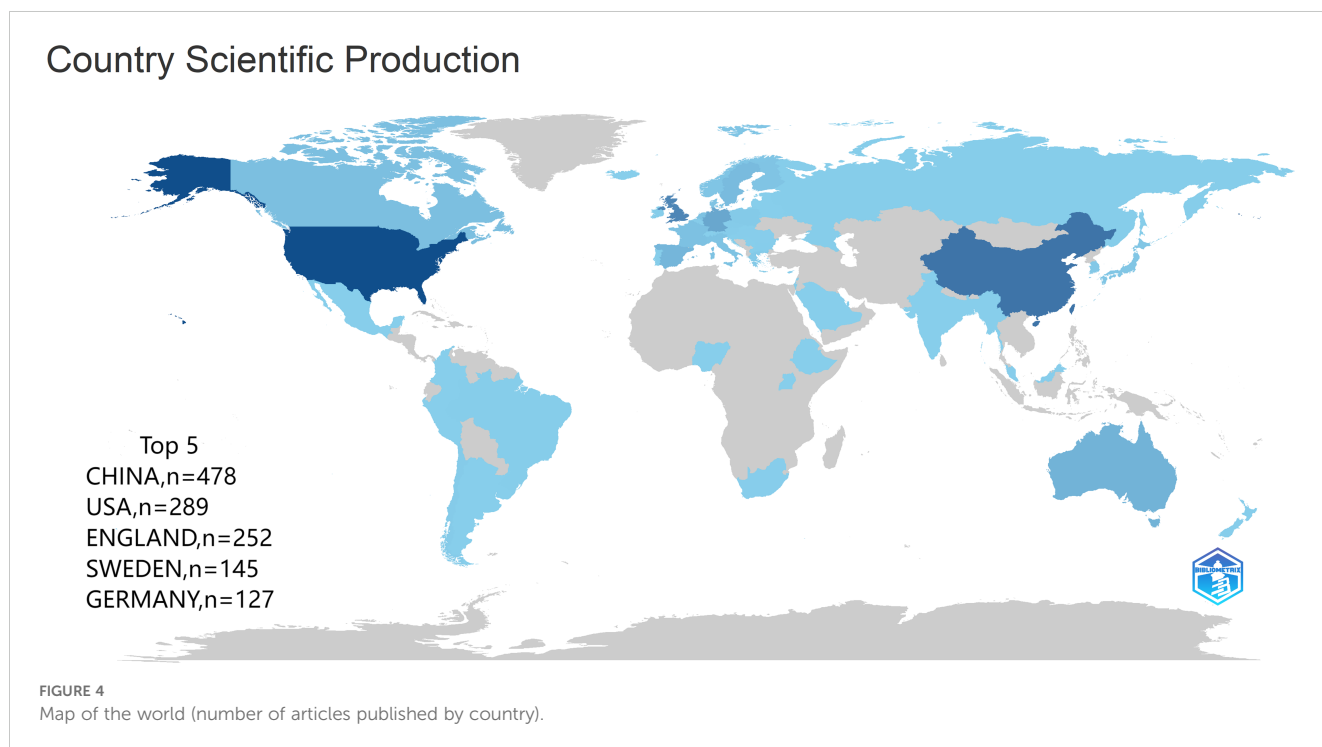 Country Scientific Production
Top 5
CHINA,n=478
USA,n=289
ENGLAND,n=252
SWEDEN,n=145
GERMANY,n=127
BIBLIOMETRIX
FIGURE 4
Map of the world (number of articles published by country).